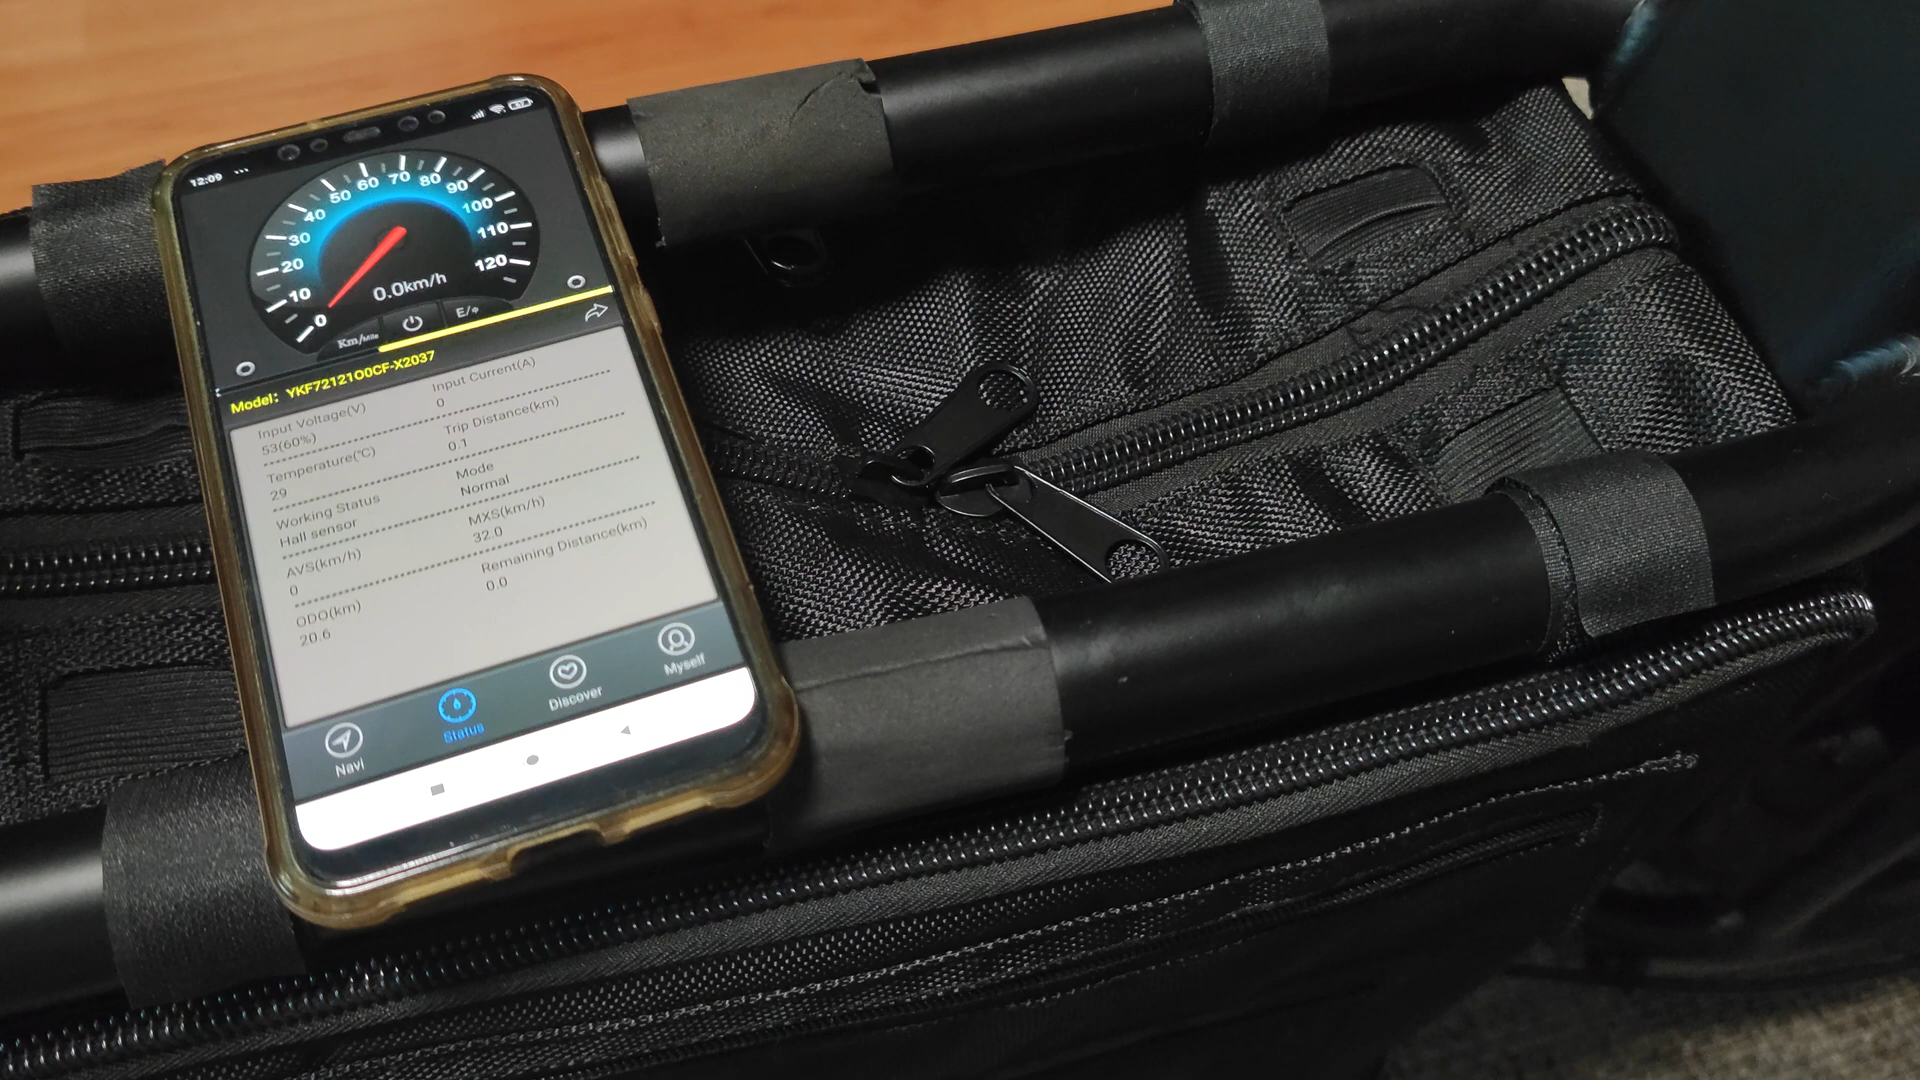 12:09 ...
0
10
20
30
40
50
60
70
80
90
100
110
120
0.0km/h
Km/Mile
E/φ
Model: YKF72121O0CF-X2037
Input Voltage(V) Input Current(A)
53(60%) 0
Temperature(°C) Trip Distance(km)
29 0.1
Working Status Mode
Hall sensor Normal
AVS(km/h) MXS(km/h)
0 32.0
ODO(km) Remaining Distance(km)
20.6 0.0
Navi Status Discover Myself